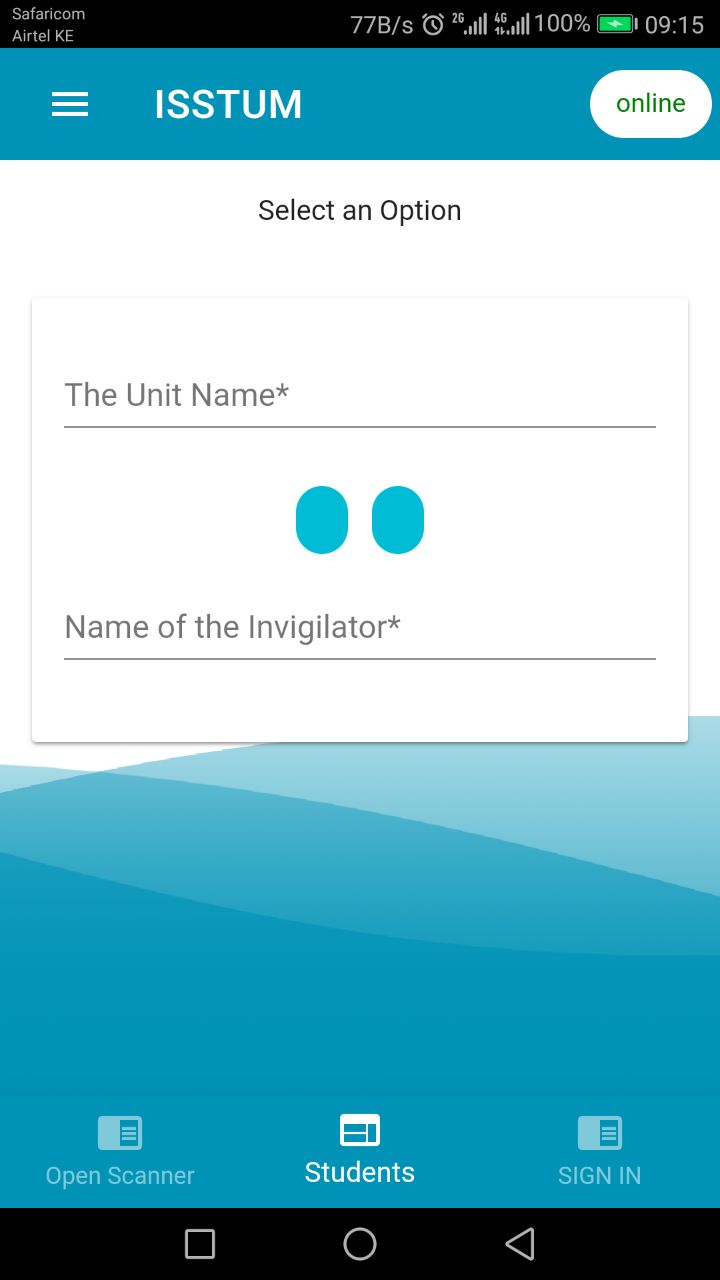 Safaricom
Airtel KE
77B/s 2G 4G 100% 09:15
ISSTUM
online
Select an Option
The Unit Name*
Name of the Invigilator*
Open Scanner
Students
SIGN IN